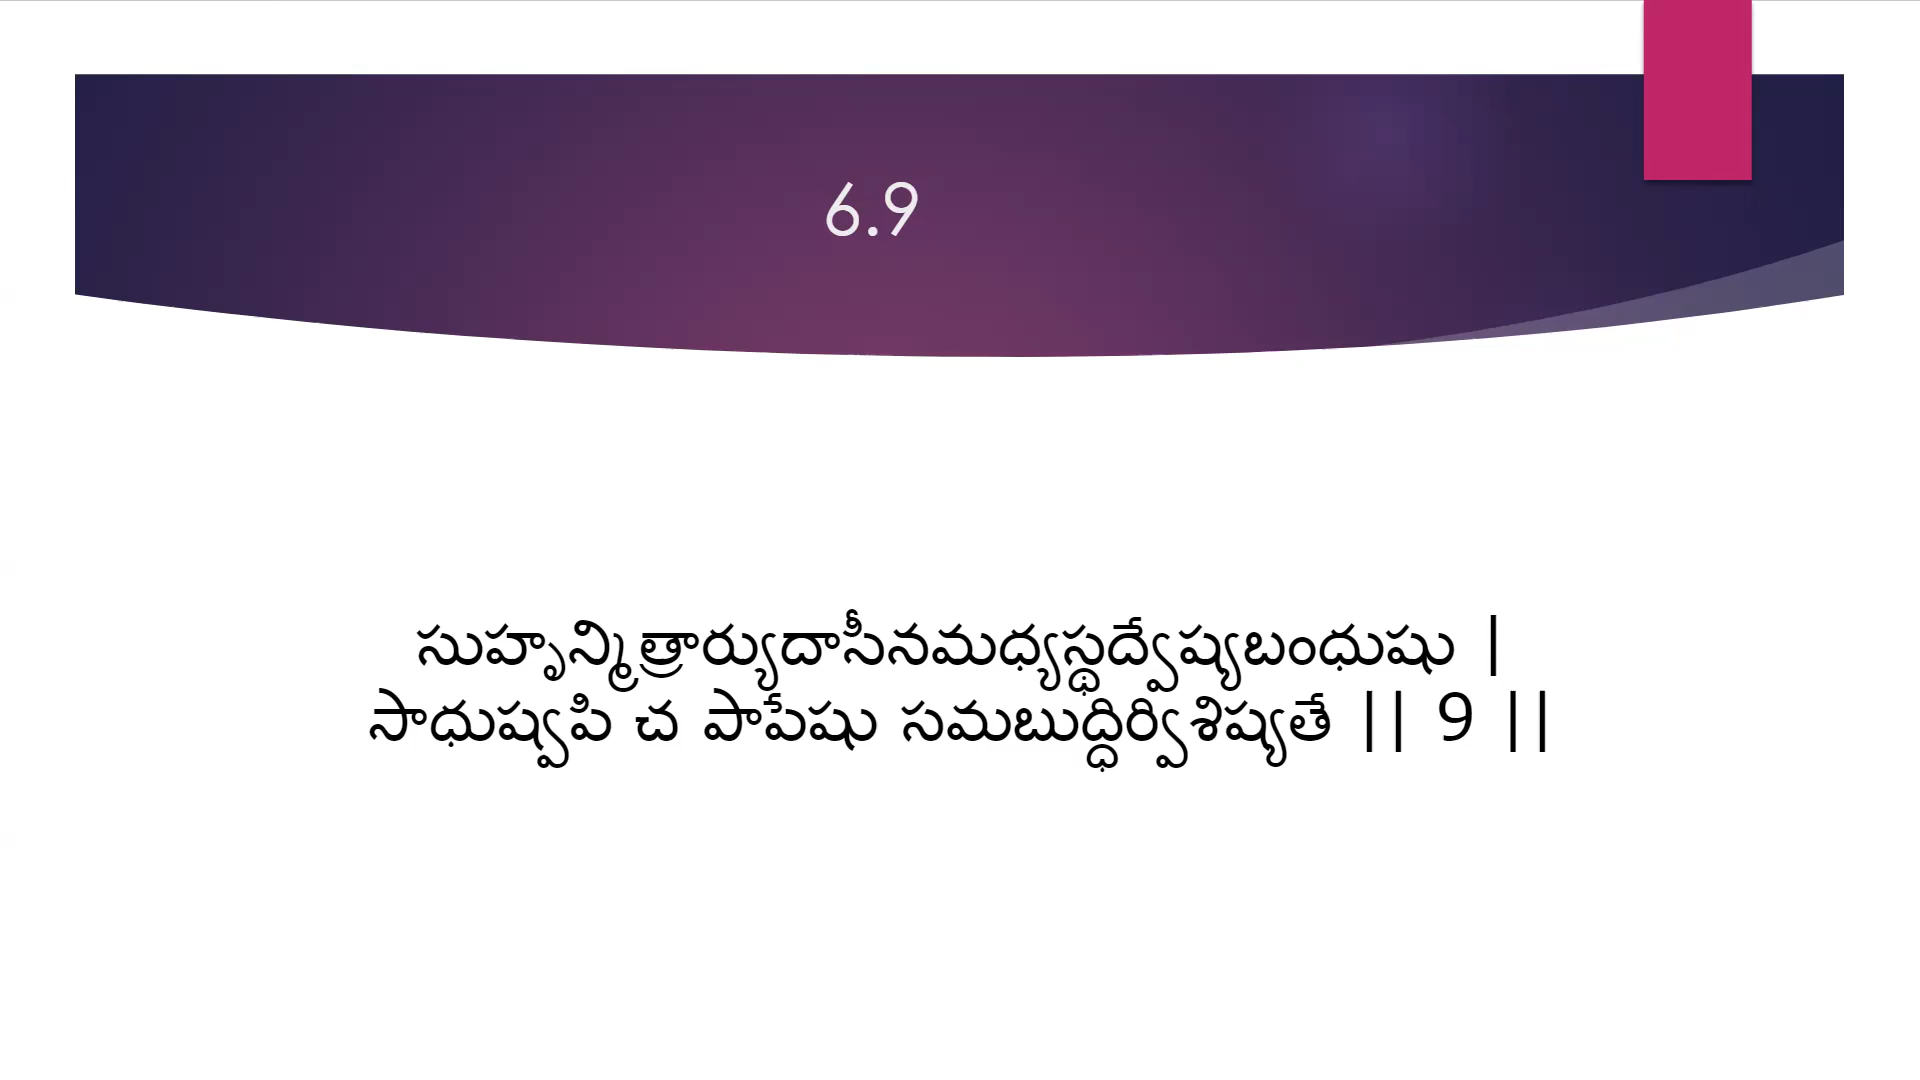 6.9
సుహృన్మిత్రార్యుదాసీనమధ్యస్థద్వేష్యబంధుషు |
సాధుష్వపి చ పాపేషు సమబుద్ధిర్విశిష్యతే || 9 ||